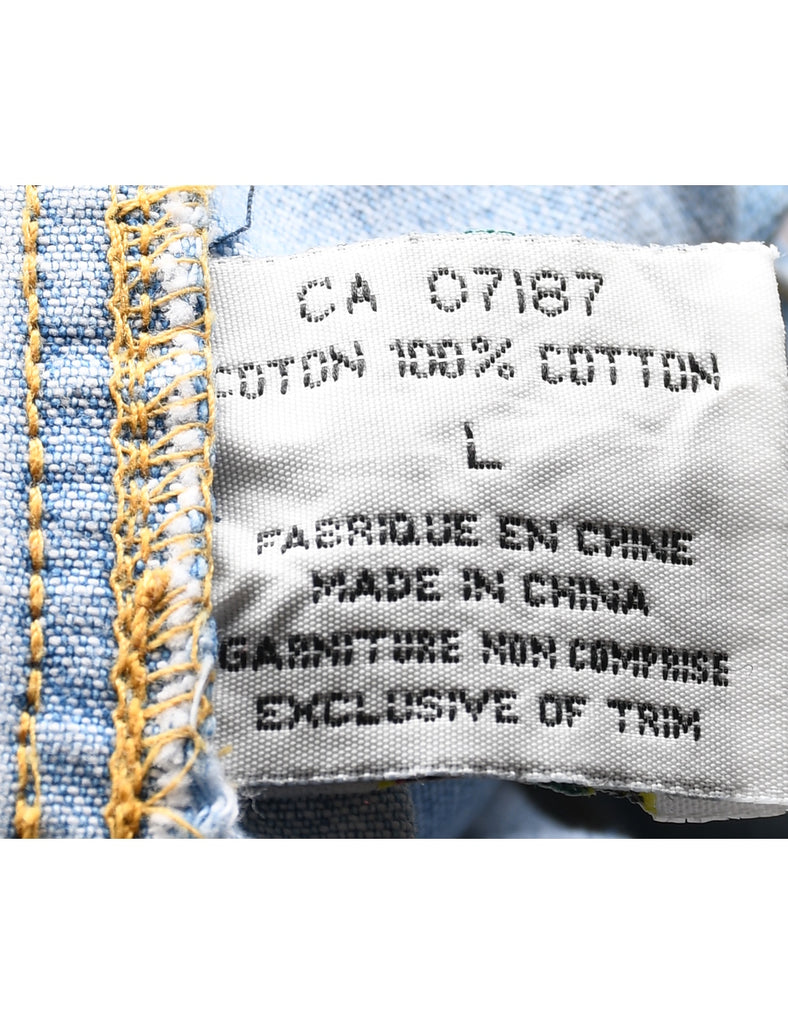 CA 07187
COTON 100% COTTON
L
FABRIQUE EN CHINE
MADE IN CHINA
GARNITURE NON COMPRISE
EXCLUSIVE OF TRIM